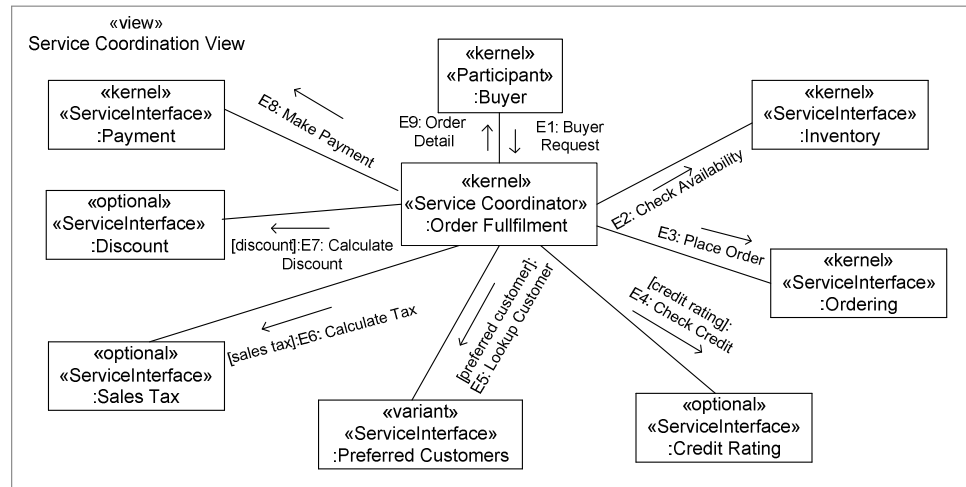 «view»
Service Coordination View
«kernel»
«Participant»
:Buyer
«kernel»
«ServiceInterface»
:Payment
E8: Make Payment
E9: Order
Detail
E1: Buyer
Request
«kernel»
«ServiceInterface»
:Inventory
«kernel»
«Service Coordinator»
:Order Fullfilment
E2: Check Availability
«optional»
«ServiceInterface»
:Discount
[discount]:E7: Calculate
Discount
E3: Place Order
«kernel»
«ServiceInterface»
:Ordering
[sales tax]:E6: Calculate Tax
[preferred customer]:
E5: Lookup Customer
[credit rating]:
E4: Check Credit
«optional»
«ServiceInterface»
:Sales Tax
«variant»
«ServiceInterface»
:Preferred Customers
«optional»
«ServiceInterface»
:Credit Rating